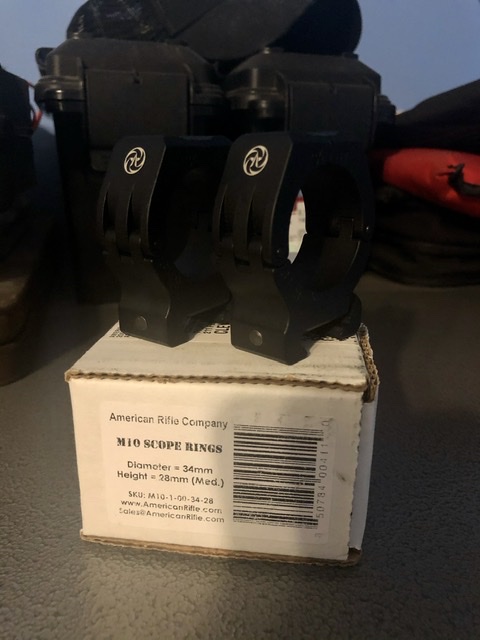 American Rifle Company
M10 SCOPE RINGS
Diameter = 34mm
Height = 28mm (Med.)
SKU: M10-1-00-34-28
www.AmericanRifle.com
Sales@AmericanRifle.com